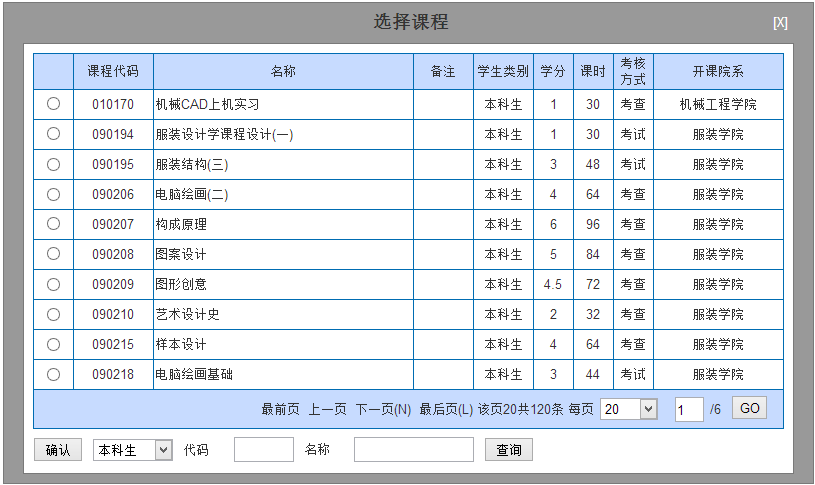 选择课程
[X]
课程代码 名称 备注 学生类别 学分 课时 考核方式 开课院系
010170 机械CAD上机实习 本科生 1 30 考查 机械工程学院
090194 服装设计学课程设计(一) 本科生 1 30 考试 服装学院
090195 服装结构(三) 本科生 3 48 考试 服装学院
090206 电脑绘画(二) 本科生 4 64 考查 服装学院
090207 构成原理 本科生 6 96 考查 服装学院
090208 图案设计 本科生 5 84 考查 服装学院
090209 图形创意 本科生 4.5 72 考查 服装学院
090210 艺术设计史 本科生 2 32 考查 服装学院
090215 样本设计 本科生 4 64 考查 服装学院
090218 电脑绘画基础 本科生 3 44 考试 服装学院
最前页 上一页 下一页(N) 最后页(L) 该页20共120条 每页 20 1 /6 GO
确认 本科生 代码 名称 查询